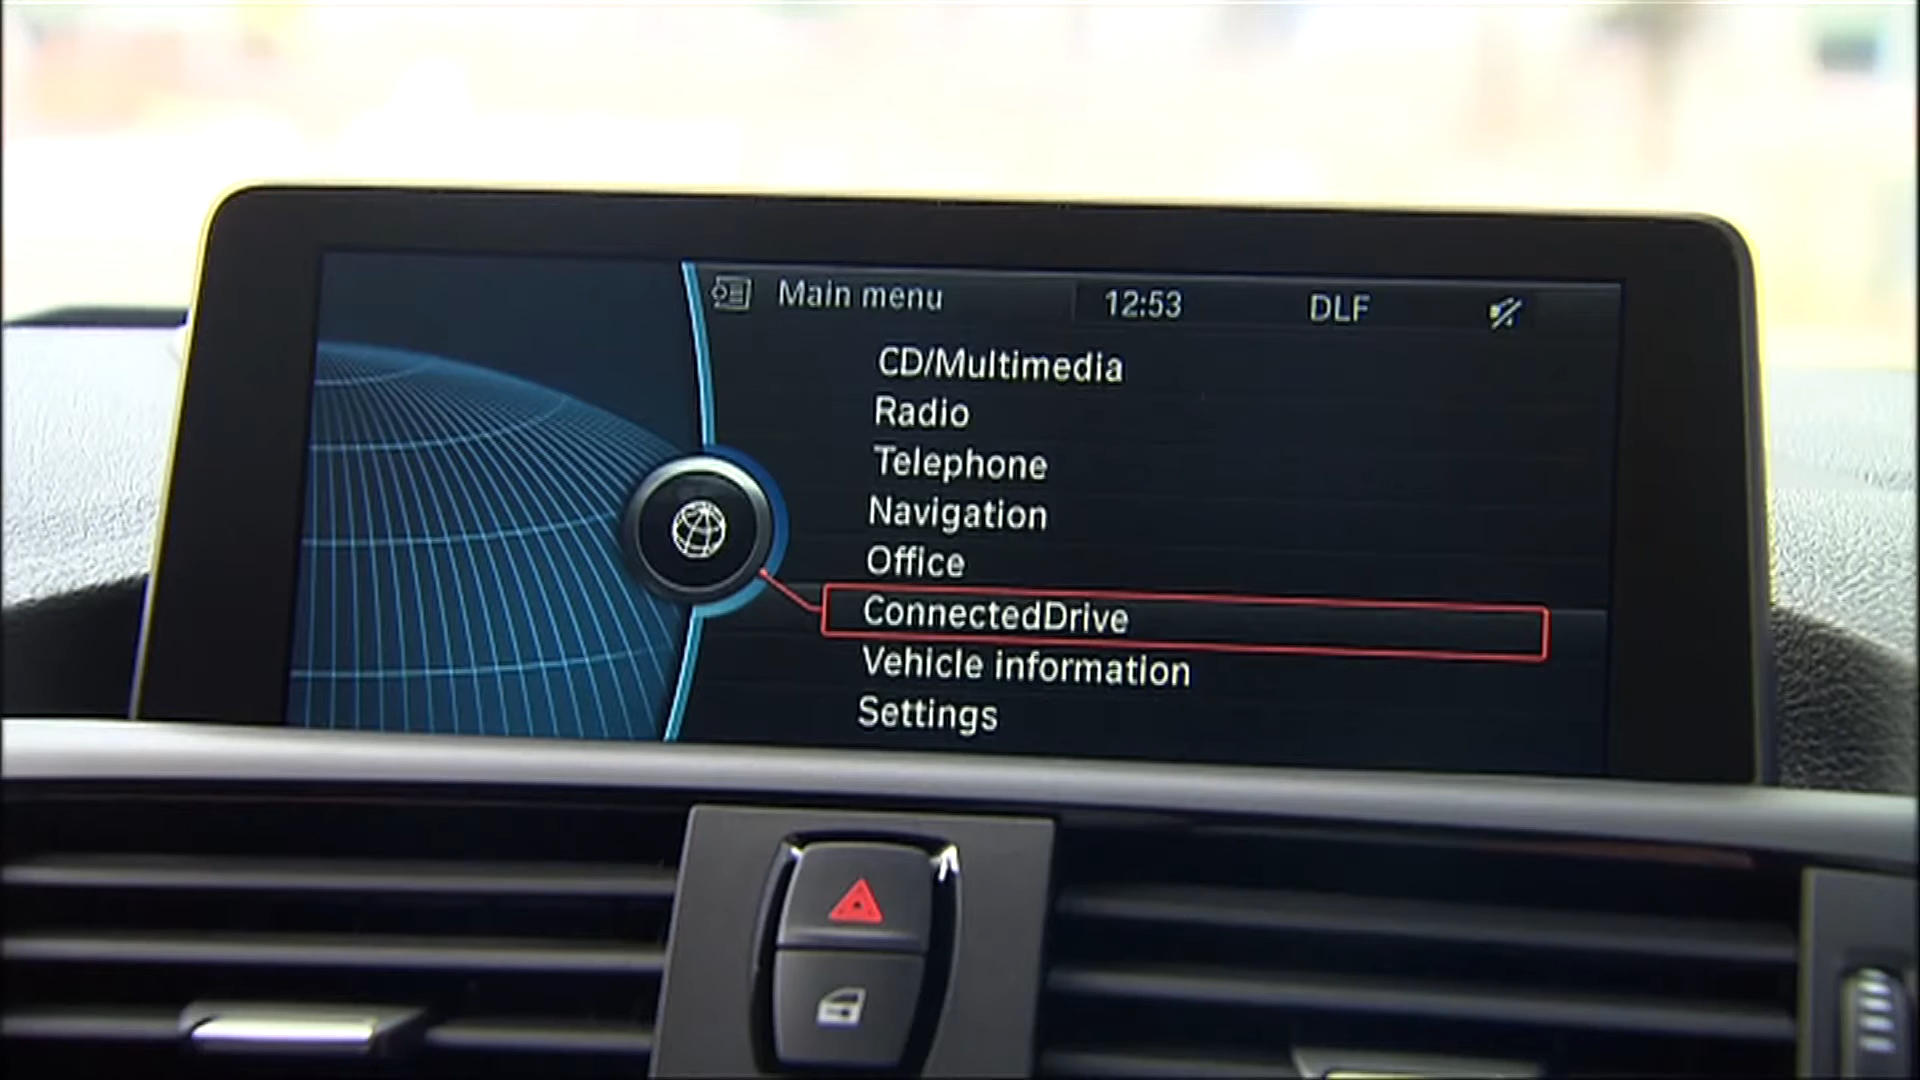 Main menu 12:53 DLF
CD/Multimedia
Radio
Telephone
Navigation
Office
ConnectedDrive
Vehicle information
Settings